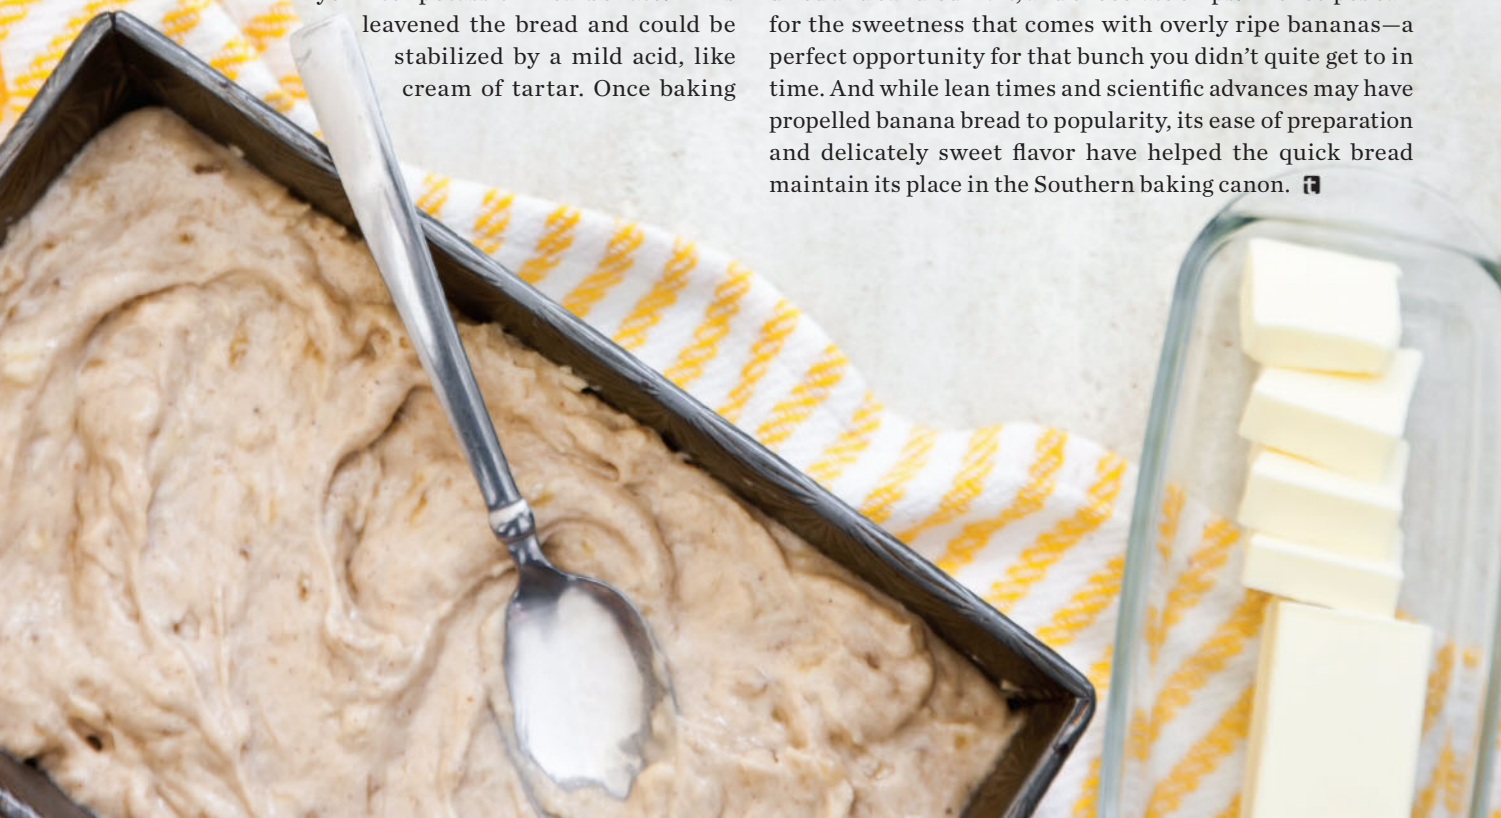 leavened the bread and could be
stabilized by a mild acid, like
cream of tartar. Once baking
for the sweetness that comes with overly ripe bananas—a
perfect opportunity for that bunch you didn’t quite get to in
time. And while lean times and scientific advances may have
propelled banana bread to popularity, its ease of preparation
and delicately sweet flavor have helped the quick bread
maintain its place in the Southern baking canon. t